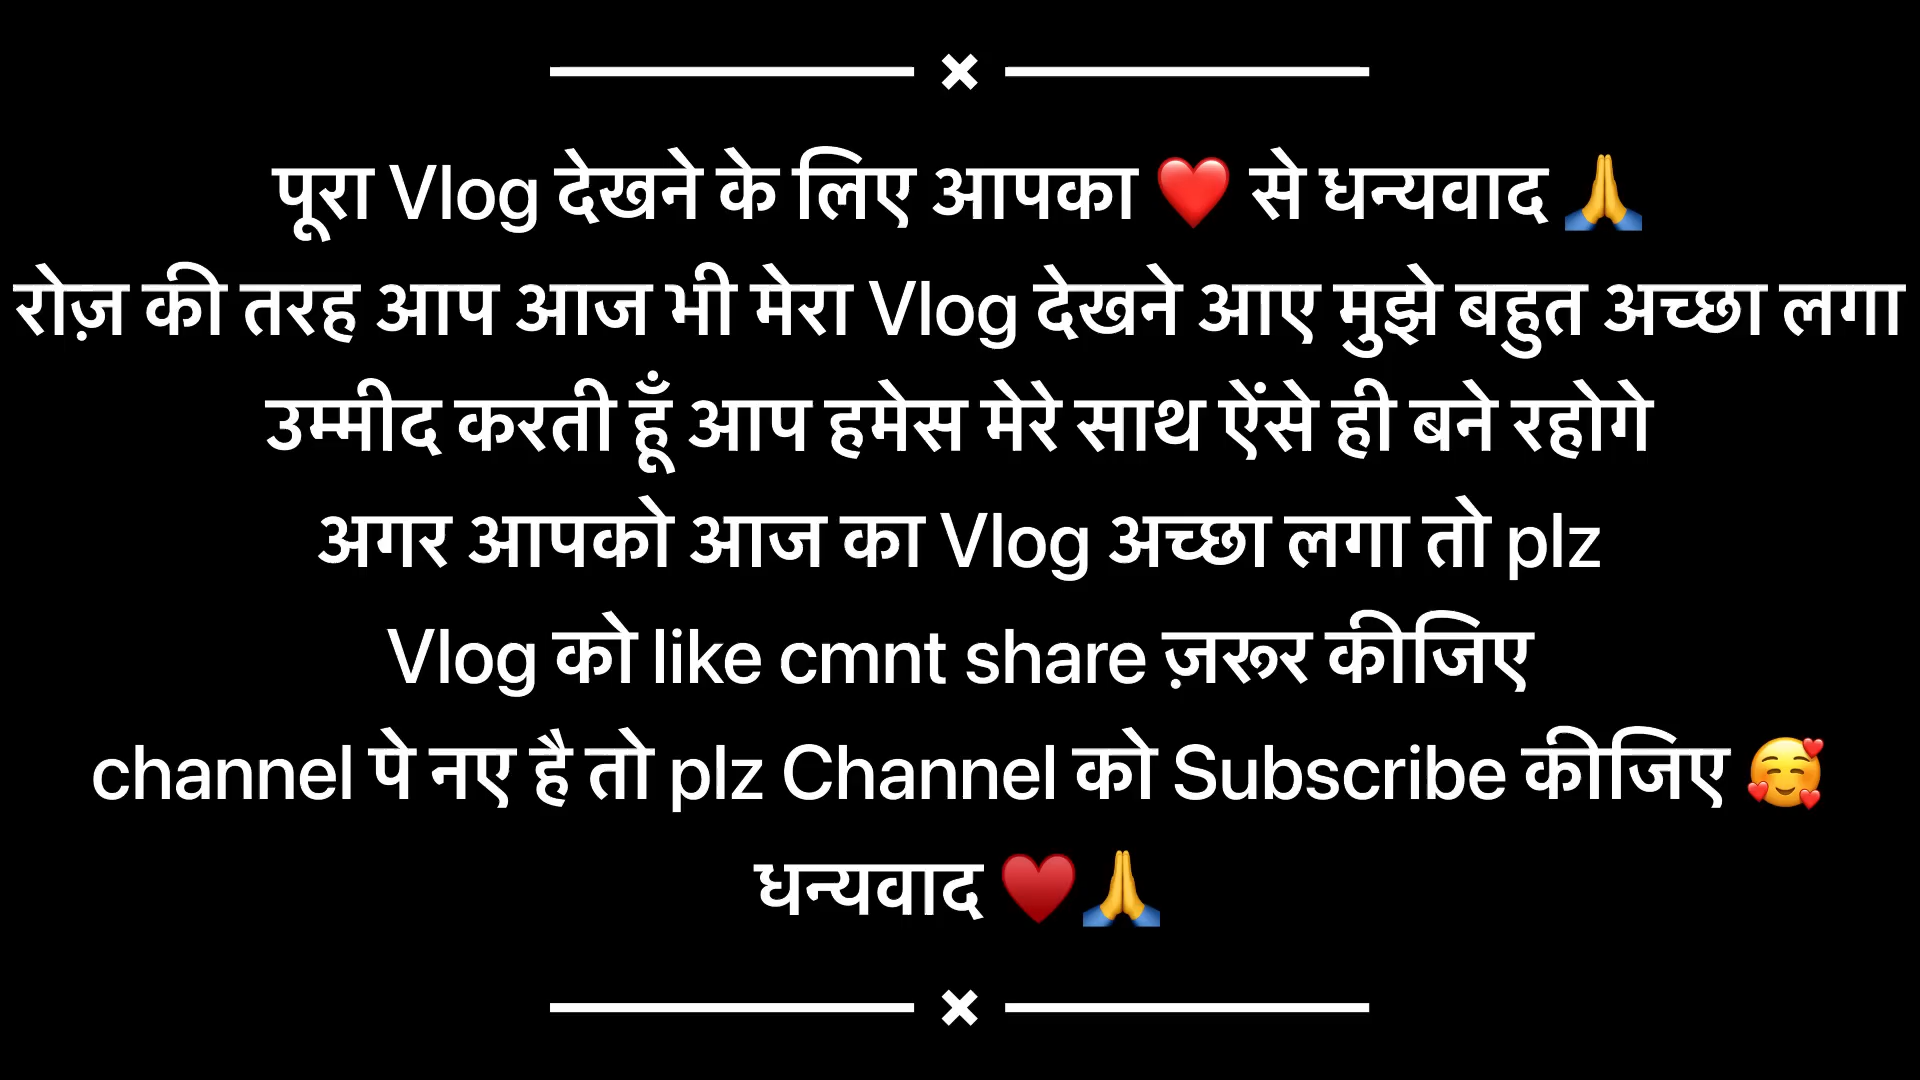 पूरा Vlog देखने के लिए आपका ❤️ से धन्यवाद 🙏
रोज़ की तरह आप आज भी मेरा Vlog देखने आए मुझे बहुत अच्छा लगा
उम्मीद करती हूँ आप हमेस मेरे साथ ऐंसे ही बने रहोगे
अगर आपको आज का Vlog अच्छा लगा तो plz
Vlog को like cmnt share ज़रूर कीजिए
channel पे नए है तो plz Channel को Subscribe कीजिए 🥰
धन्यवाद ♥️🙏